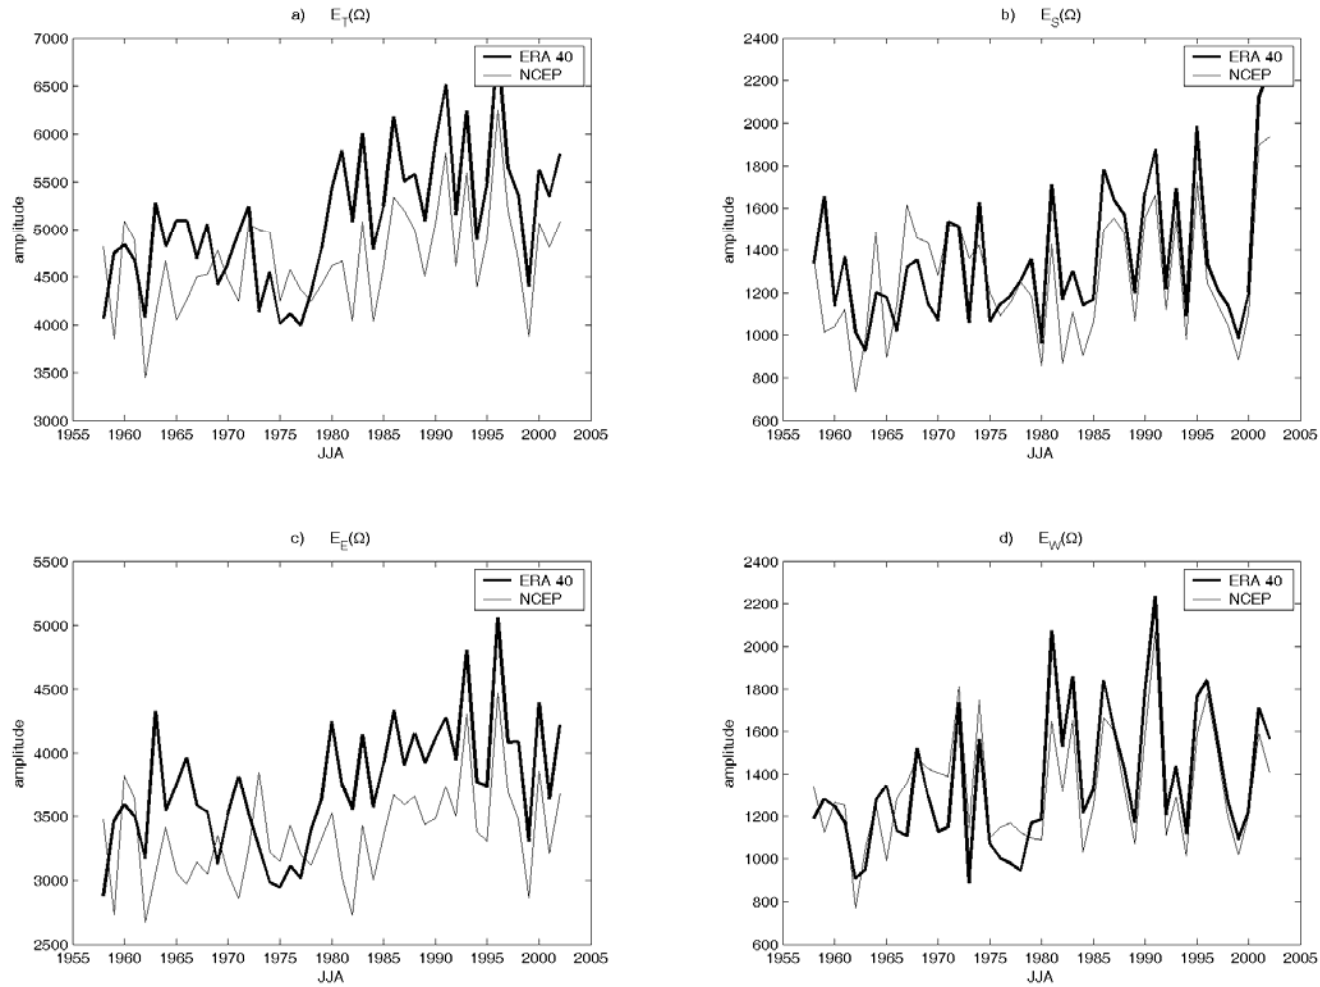 a) E_T(Ω)
7000
6500
6000
5500
5000
4500
4000
3500
3000
amplitude
ERA 40
NCEP
1955 1960 1965 1970 1975 1980 1985 1990 1995 2000 2005
JJA
b) E_S(Ω)
2400
2200
2000
1800
1600
1400
1200
1000
800
600
amplitude
ERA 40
NCEP
1955 1960 1965 1970 1975 1980 1985 1990 1995 2000 2005
JJA
c) E_E(Ω)
5500
5000
4500
4000
3500
3000
2500
amplitude
ERA 40
NCEP
1955 1960 1965 1970 1975 1980 1985 1990 1995 2000 2005
JJA
d) E_W(Ω)
2400
2200
2000
1800
1600
1400
1200
1000
800
600
amplitude
ERA 40
NCEP
1955 1960 1965 1970 1975 1980 1985 1990 1995 2000 2005
JJA